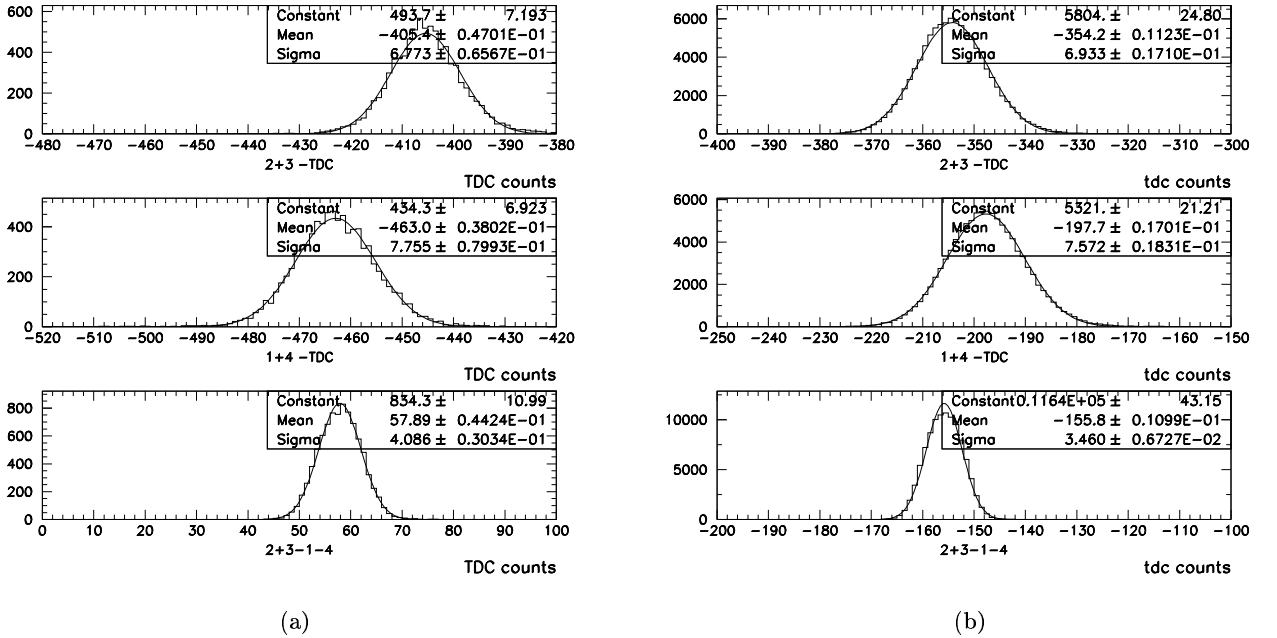 Constant 493.7 ± 7.193
Mean −405.4 ± 0.4701E−01
Sigma 6.773 ± 0.6567E−01
600
400
200
0
−480 −470 −460 −450 −440 −430 −420 −410 −400 −390 −380
2+3 −TDC
TDC counts
Constant 434.3 ± 6.923
Mean −463.0 ± 0.3802E−01
Sigma 7.755 ± 0.7993E−01
400
200
0
−520 −510 −500 −490 −480 −470 −460 −450 −440 −430 −420
1+4 −TDC
TDC counts
Constant 834.3 ± 10.99
Mean 57.89 ± 0.4424E−01
Sigma 4.086 ± 0.3034E−01
800
600
400
200
0
0 10 20 30 40 50 60 70 80 90 100
2+3−1−4
TDC counts
(a)
Constant 5804. ± 24.80
Mean −354.2 ± 0.1123E−01
Sigma 6.933 ± 0.1710E−01
6000
4000
2000
0
−400 −390 −380 −370 −360 −350 −340 −330 −320 −310 −300
2+3 −TDC
tdc counts
Constant 5321. ± 21.21
Mean −197.7 ± 0.1701E−01
Sigma 7.572 ± 0.1831E−01
6000
4000
2000
0
−250 −240 −230 −220 −210 −200 −190 −180 −170 −160 −150
1+4 −TDC
tdc counts
Constant0.1164E+05 ± 43.15
Mean −155.8 ± 0.1099E−01
Sigma 3.460 ± 0.6727E−02
10000
5000
0
−200 −190 −180 −170 −160 −150 −140 −130 −120 −110 −100
2+3−1−4
tdc counts
(b)